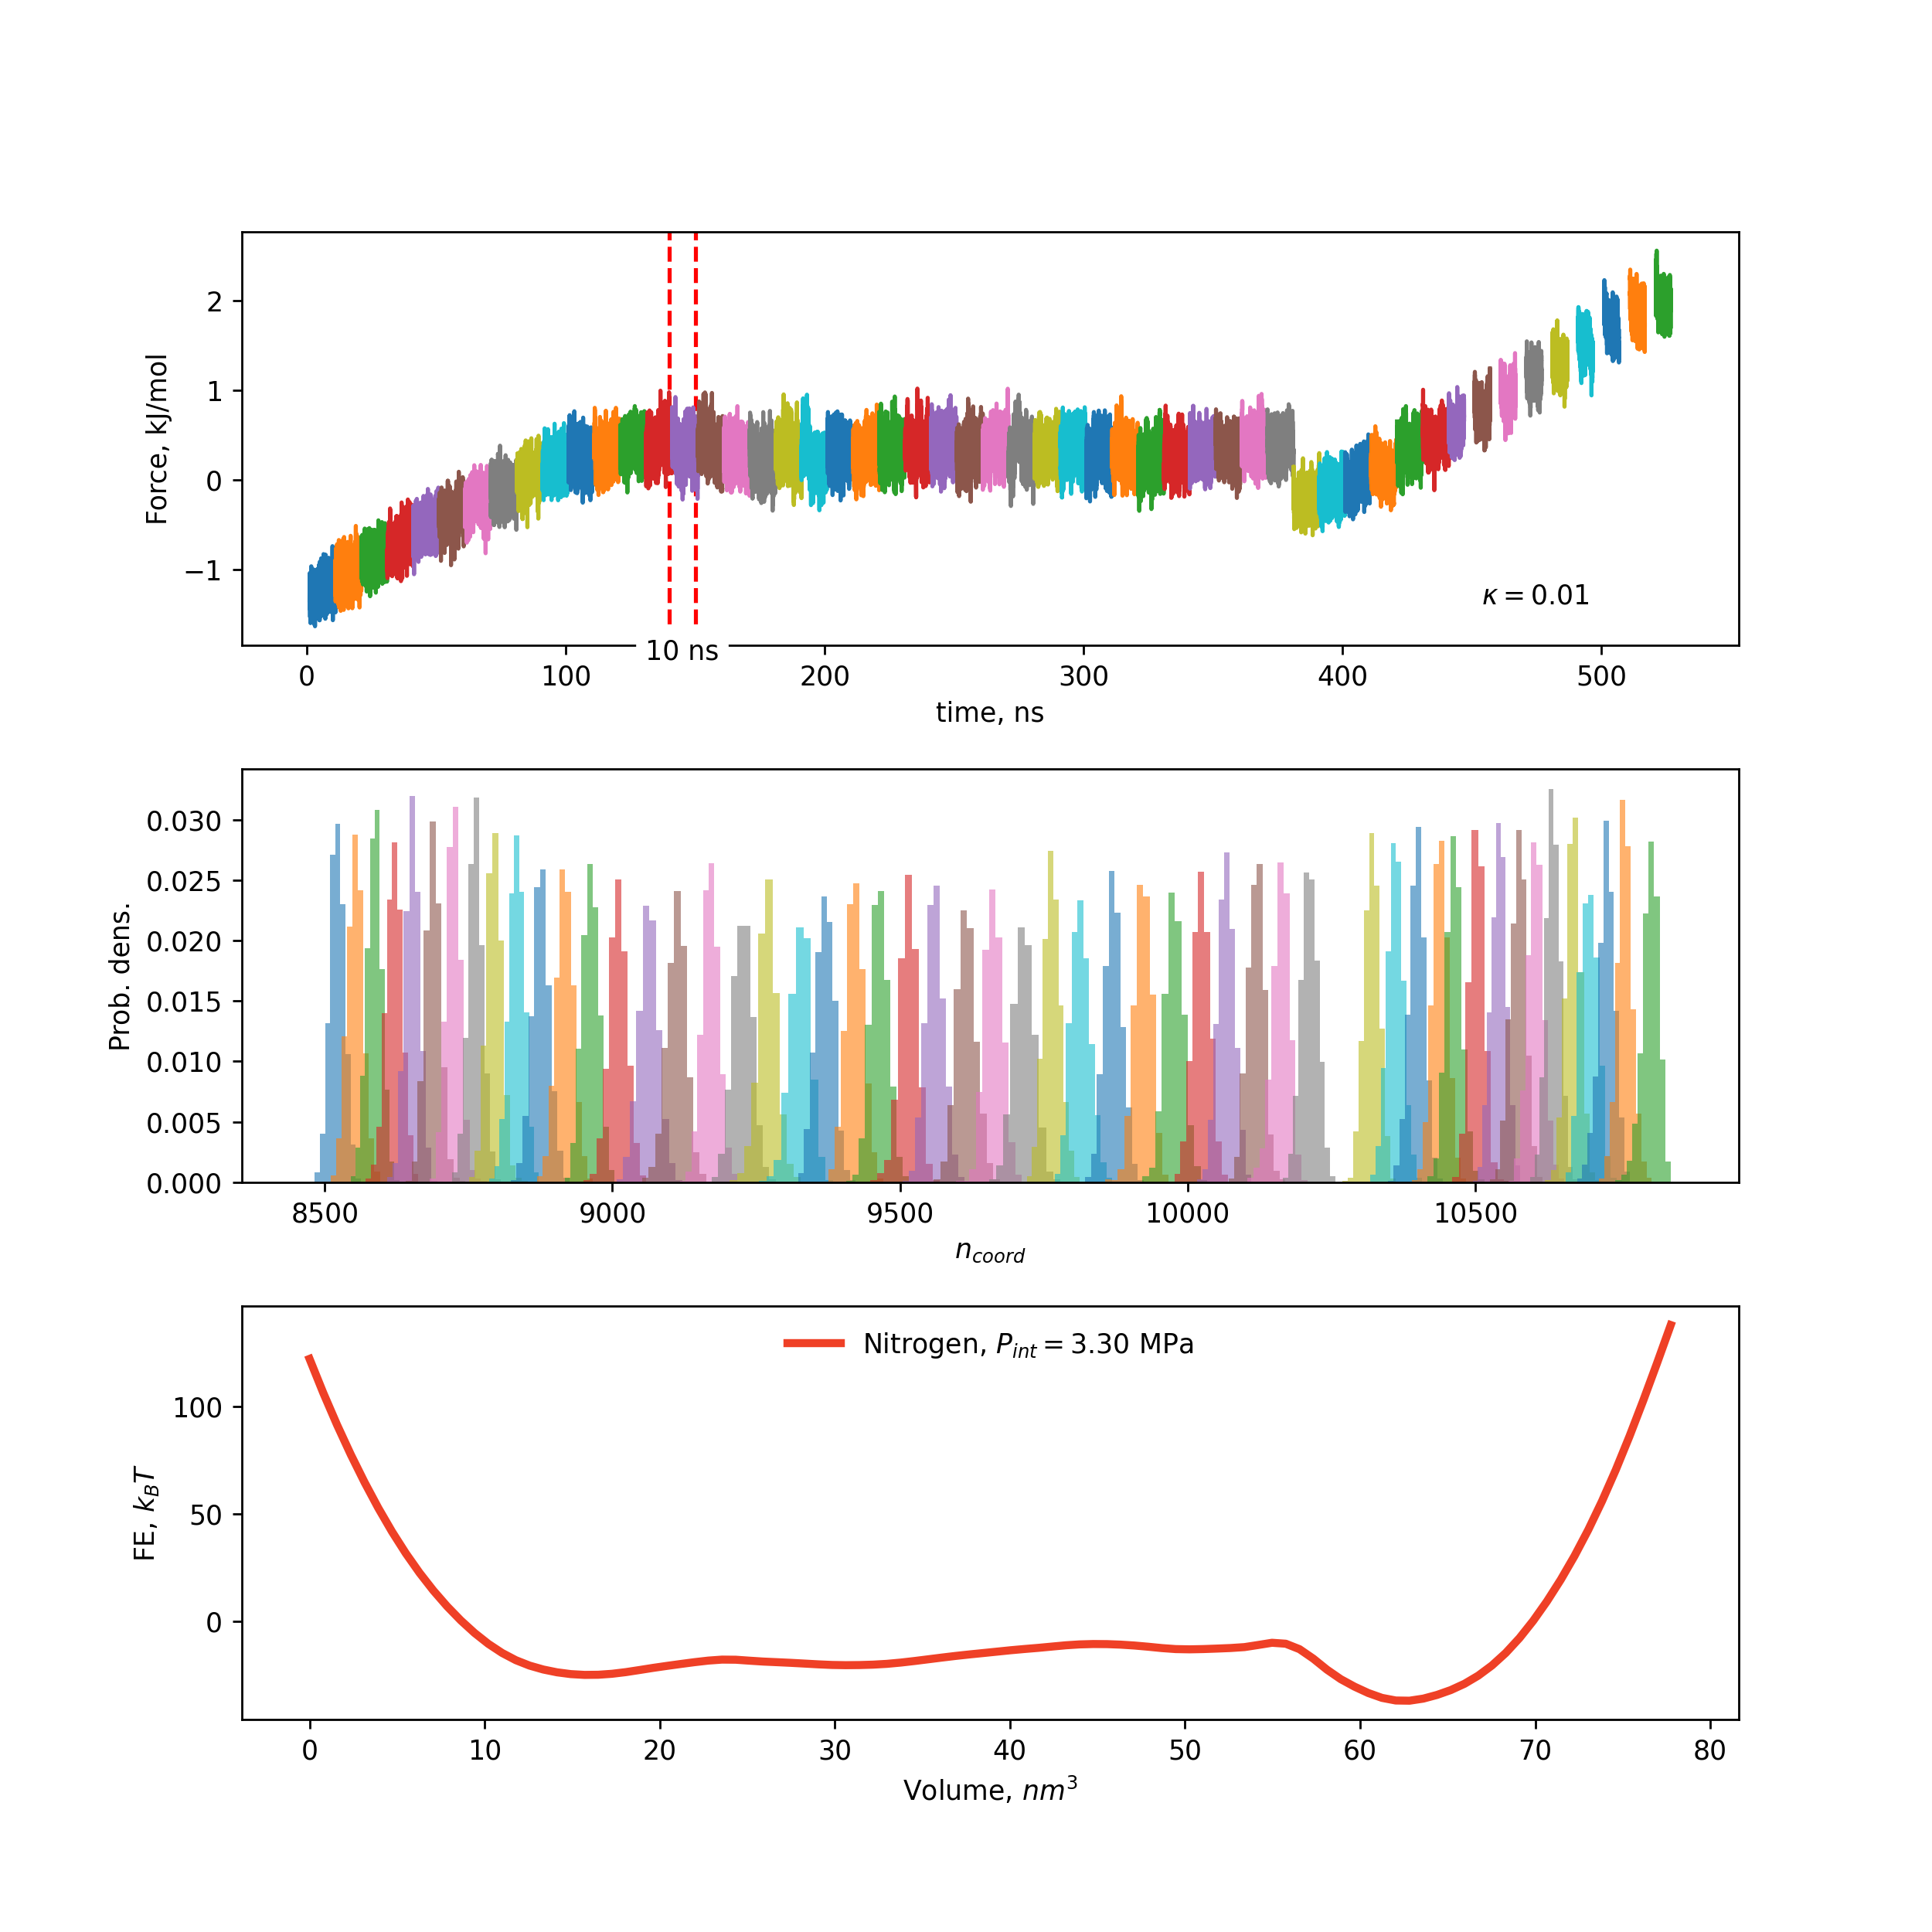 2
1
0
−1
Force, kJ/mol
κ = 0.01
10 ns
0 100 200 300 400 500
time, ns
0.030
0.025
0.020
0.015
0.010
0.005
0.000
Prob. dens.
8500 9000 9500 10000 10500
n_coord
Nitrogen, P_int = 3.30 MPa
100
50
0
FE, k_BT
0 10 20 30 40 50 60 70 80
Volume, nm³